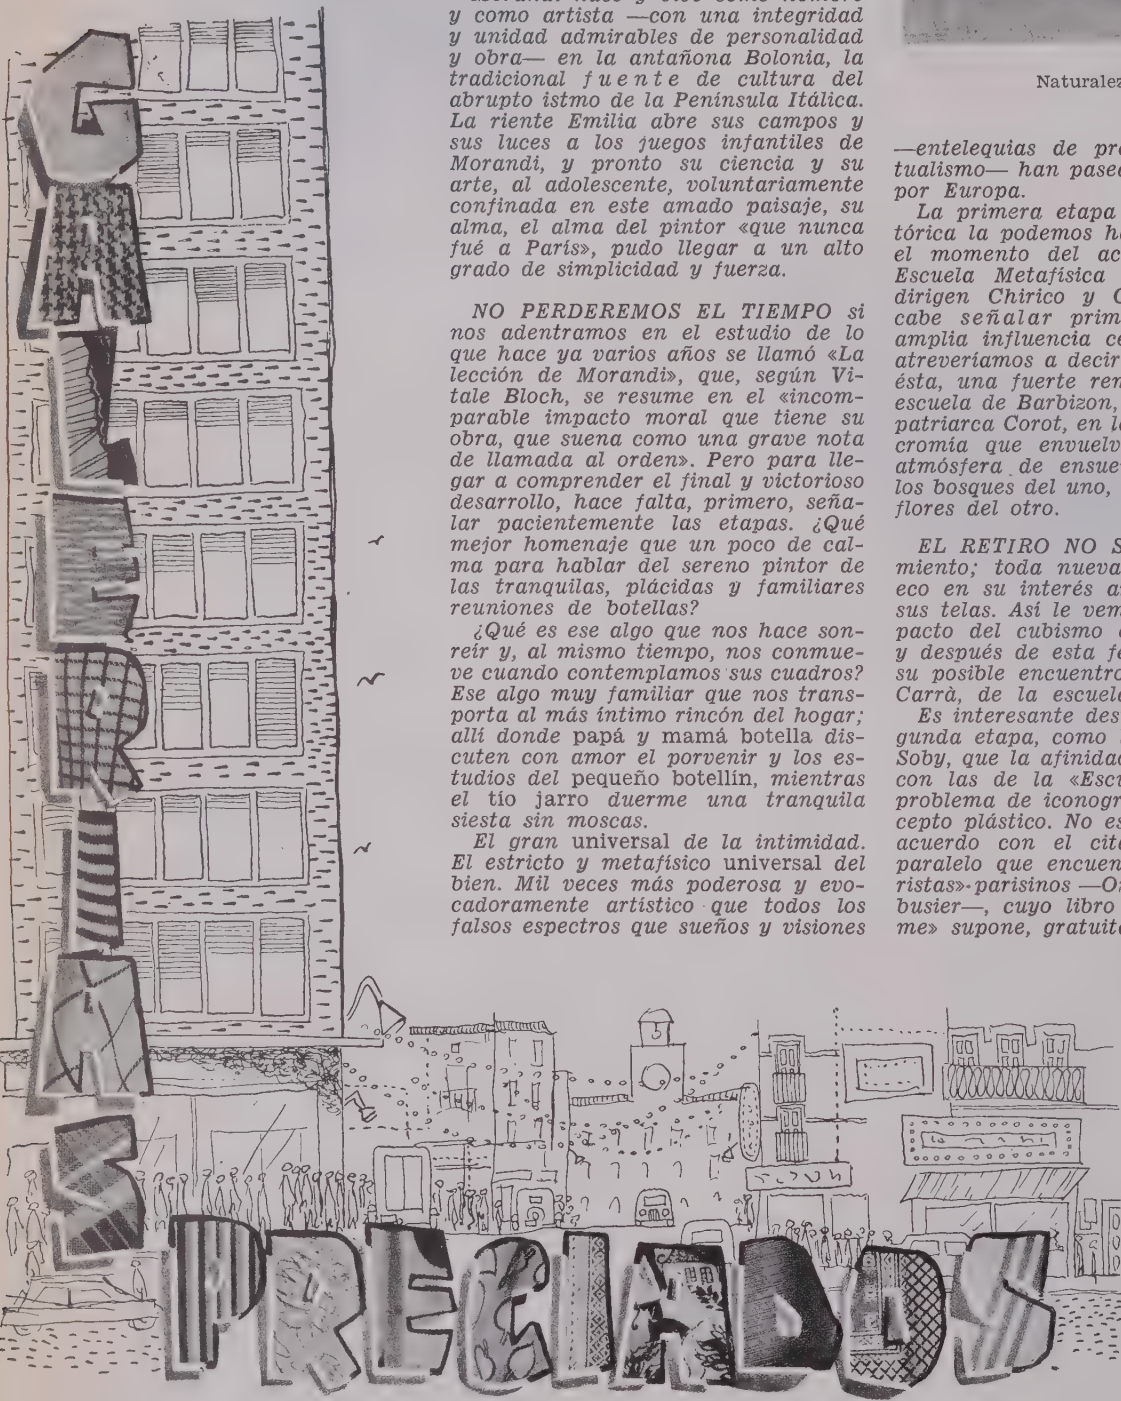 y como artista —con una integridad
y unidad admirables de personalidad
y obra— en la antañona Bolonia, la
tradicional fuente de cultura del
abrupto istmo de la Península Itálica.
La riente Emilia abre sus campos y
sus luces a los juegos infantiles de
Morandi, y pronto su ciencia y su
arte, al adolescente, voluntariamente
confinada en este amado paisaje, su
alma, el alma del pintor «que nunca
fué a París», pudo llegar a un alto
grado de simplicidad y fuerza.
NO PERDEREMOS EL TIEMPO si
nos adentramos en el estudio de lo
que hace ya varios años se llamó «La
lección de Morandi», que, según Vi-
tale Bloch, se resume en el «incom-
parable impacto moral que tiene su
obra, que suena como una grave nota
de llamada al orden». Pero para lle-
gar a comprender el final y victorioso
desarrollo, hace falta, primero, seña-
lar pacientemente las etapas. ¿Qué
mejor homenaje que un poco de cal-
ma para hablar del sereno pintor de
las tranquilas, plácidas y familiares
reuniones de botellas?
¿Qué es ese algo que nos hace son-
reír y, al mismo tiempo, nos conmue-
ve cuando contemplamos sus cuadros?
Ese algo muy familiar que nos trans-
porta al más íntimo rincón del hogar;
allí donde papá y mamá botella dis-
cuten con amor el porvenir y los es-
tudios del pequeño botellín, mientras
el tío jarro duerme una tranquila
siesta sin moscas.
El gran universal de la intimidad.
El estricto y metafísico universal del
bien. Mil veces más poderosa y evo-
cadoramente artístico que todos los
falsos espectros que sueños y visiones
Naturalez
—entelequias de pre
tualismo— han pasea
por Europa.
La primera etapa
tórica la podemos ha
el momento del ac
Escuela Metafísica
dirigen Chirico y C
cabe señalar prim
amplia influencia ce
atreveríamos a decir
ésta, una fuerte rem
escuela de Barbizon,
patriarca Corot, en la
cromía que envuelv
atmósfera de ensue
los bosques del uno,
flores del otro.
EL RETIRO NO S
miento; toda nueva
eco en su interés a
sus telas. Así le vem
pacto del cubismo
y después de esta fe
su posible encuentro
Carrà, de la escuela
Es interesante des
gunda etapa, como
Soby, que la afinidad
con las de la «Escu
problema de iconogr
cepto plástico. No es
acuerdo con el cita
paralelo que encuen
ristas» parisinos —Oz
busier—, cuyo libro
me» supone, gratuita
GALERIAS
PRECIADOS